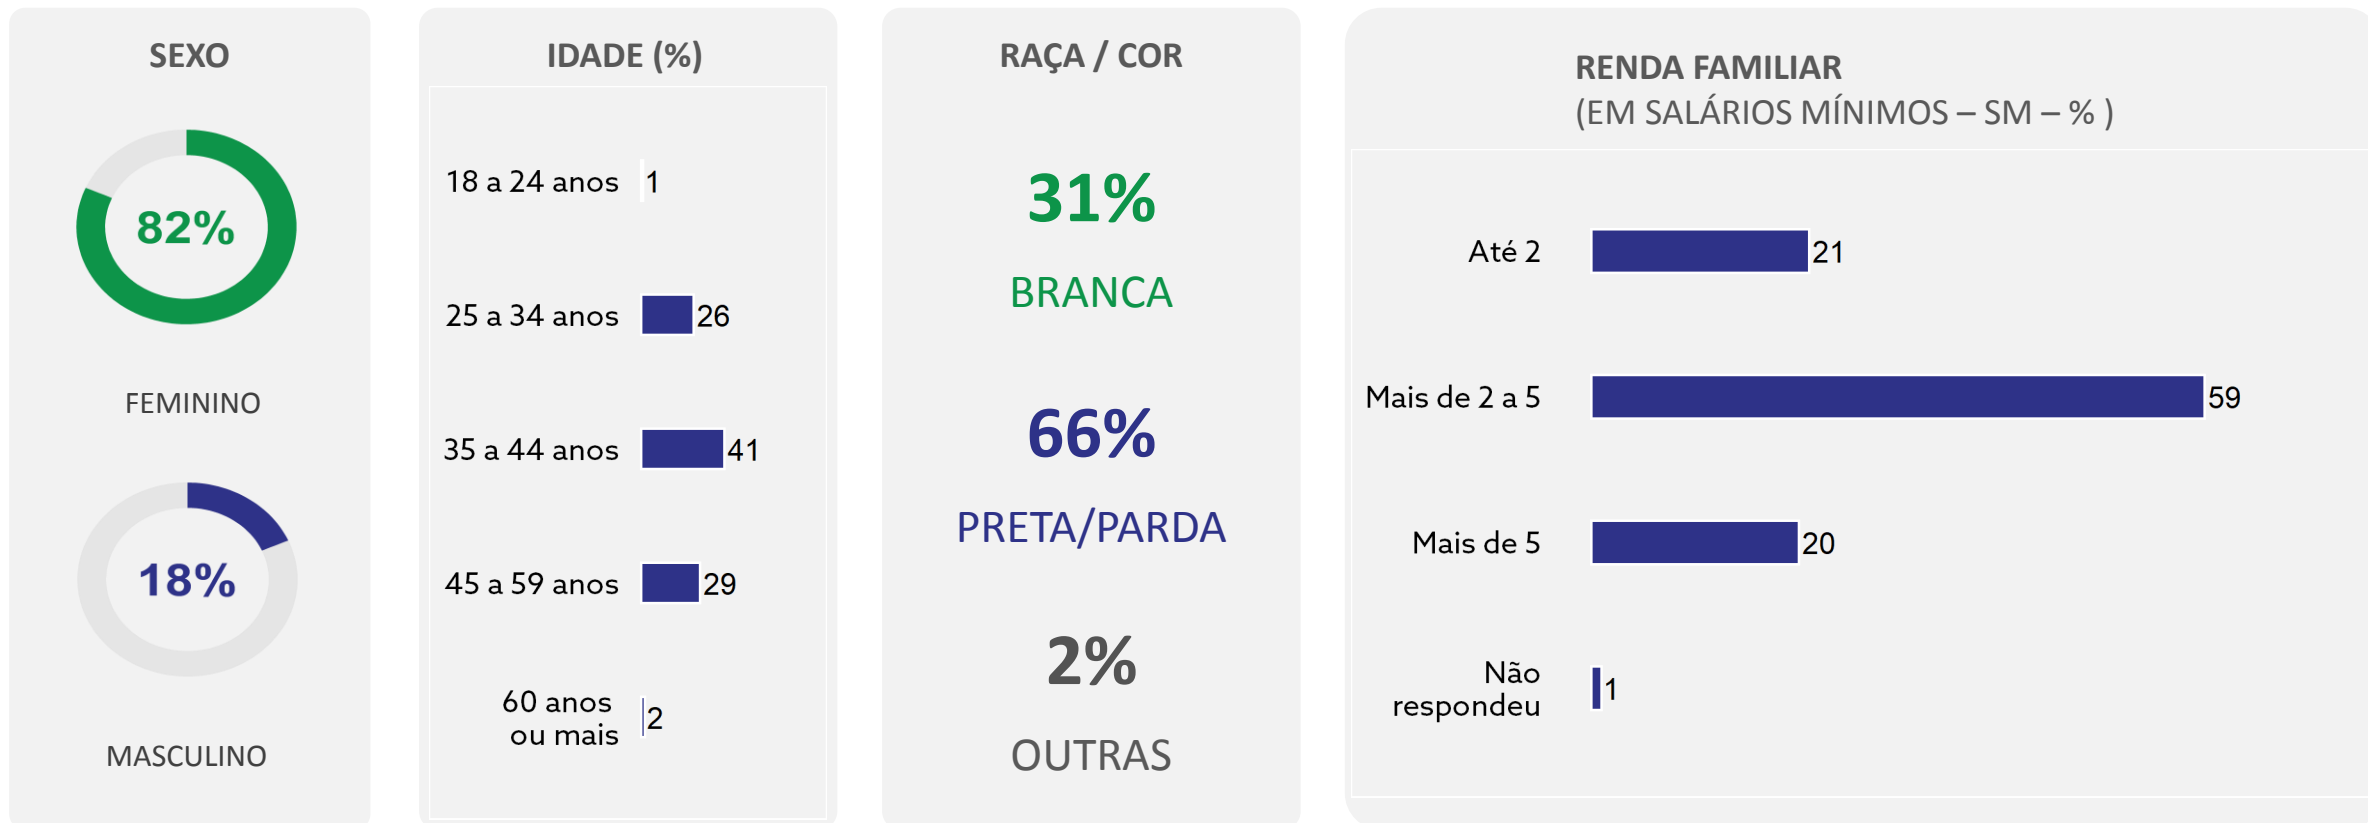 SEXO
82%
FEMININO
18%
MASCULINO
IDADE (%)
18 a 24 anos 1
25 a 34 anos 26
35 a 44 anos 41
45 a 59 anos 29
60 anos
ou mais 2
RAÇA / COR
31%
BRANCA
66%
PRETA/PARDA
2%
OUTRAS
RENDA FAMILIAR
(EM SALÁRIOS MÍNIMOS – SM – % )
Até 2 21
Mais de 2 a 5 59
Mais de 5 20
Não
respondeu 1